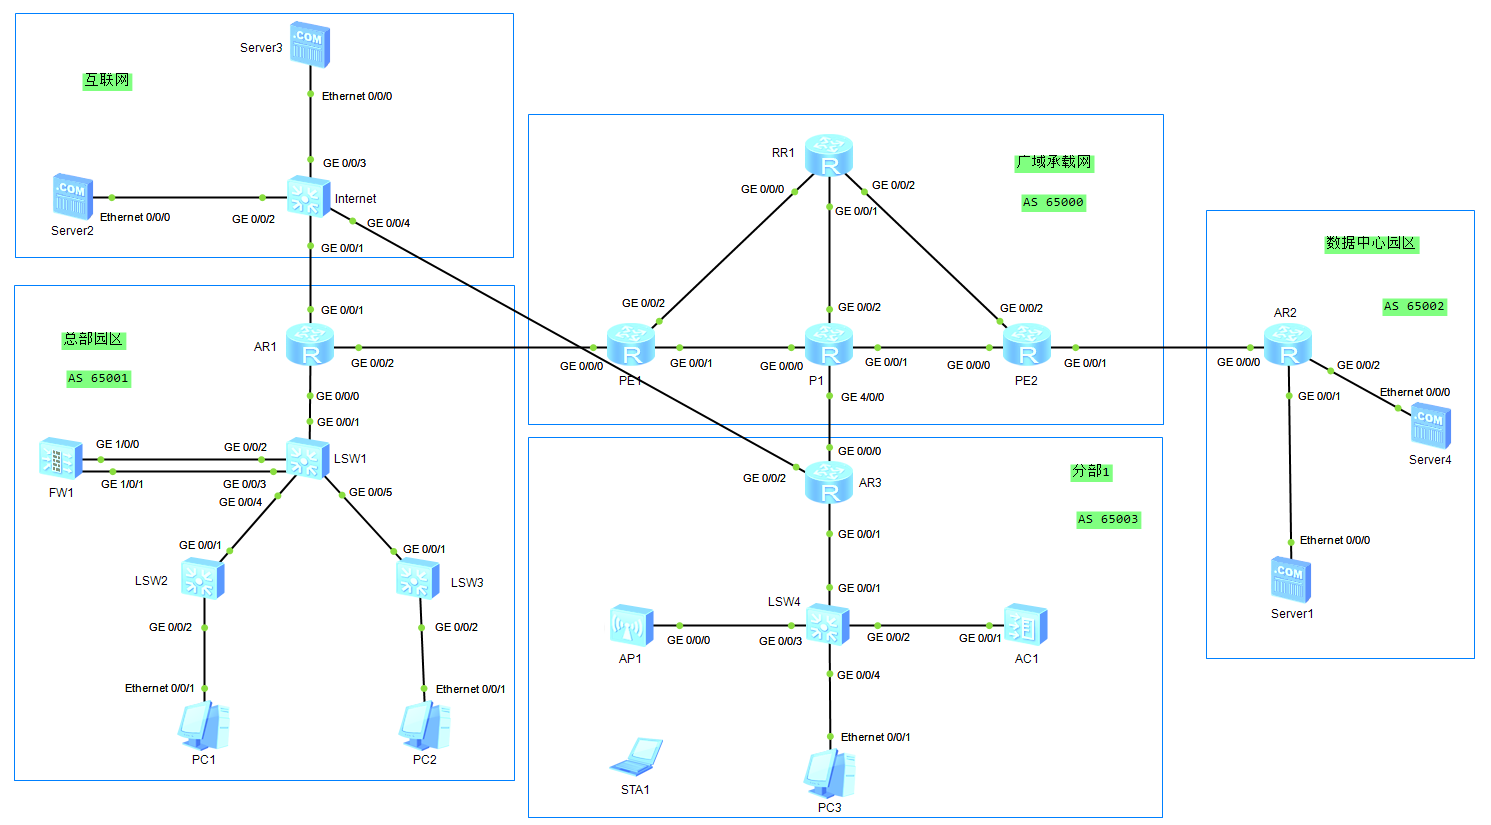 Server3
互联网
Ethernet 0/0/0
GE 0/0/3
Internet
Ethernet 0/0/0
GE 0/0/2
GE 0/0/4
Server2
GE 0/0/1
GE 0/0/1
总部园区
AR1
GE 0/0/2
AS 65001
GE 0/0/0
GE 0/0/1
GE 1/0/0
GE 0/0/2
LSW1
GE 1/0/1
GE 0/0/3
FW1
GE 0/0/4
GE 0/0/5
GE 0/0/1
GE 0/0/1
LSW2
LSW3
GE 0/0/2
GE 0/0/2
Ethernet 0/0/1
Ethernet 0/0/1
PC1
PC2
RR1
广域承载网
GE 0/0/0
GE 0/0/2
AS 65000
GE 0/0/1
GE 0/0/2
GE 0/0/2
GE 0/0/2
GE 0/0/0
GE 0/0/1
GE 0/0/0
GE 0/0/1
GE 0/0/0
GE 0/0/1
PE1
P1
PE2
GE 4/0/0
GE 0/0/0
分部1
GE 0/0/2
AR3
AS 65003
GE 0/0/1
GE 0/0/1
LSW4
GE 0/0/0
GE 0/0/3
GE 0/0/2
GE 0/0/1
AP1
AC1
GE 0/0/4
Ethernet 0/0/1
STA1
PC3
数据中心园区
AS 65002
AR2
GE 0/0/0
GE 0/0/2
GE 0/0/1
Ethernet 0/0/0
Server4
Ethernet 0/0/0
Server1